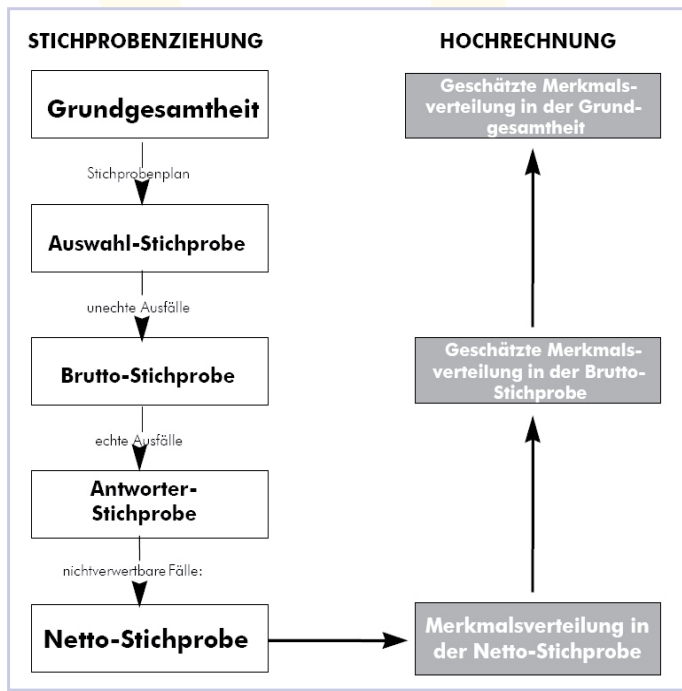 STICHPROBENZIEHUNG
Grundgesamtheit
Stichprobenplan
Auswahl-Stichprobe
unechte Ausfälle
Brutto-Stichprobe
echte Ausfälle
Antworter-
Stichprobe
nichtverwertbare Fälle:
Netto-Stichprobe
HOCHRECHNUNG
Geschätzte Merkmals-
verteilung in der Grund-
gesamtheit
Geschätzte Merkmals-
verteilung in der Brutto-
Stichprobe
Merkmalsverteilung in
der Netto-Stichprobe